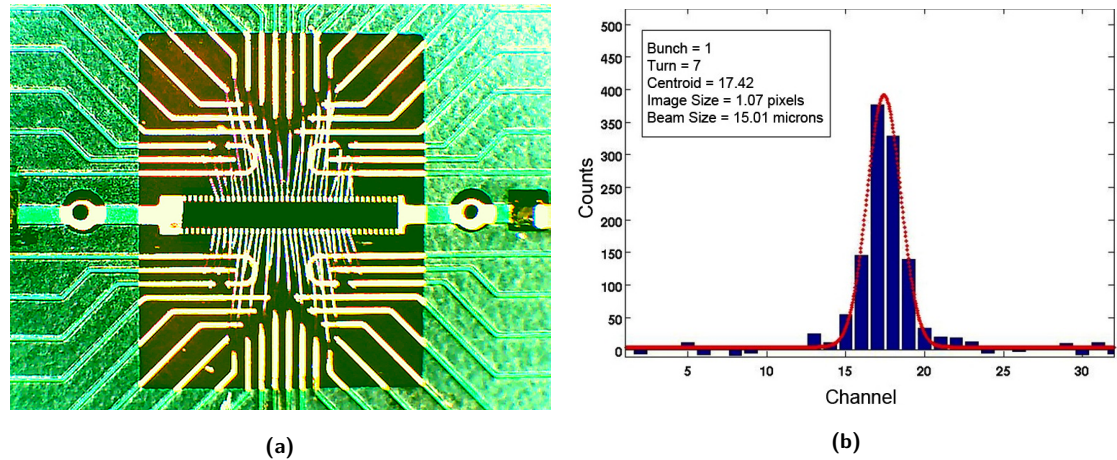 500
450
400
350
300
250
200
150
100
50
0
Counts
Bunch = 1
Turn = 7
Centroid = 17.42
Image Size = 1.07 pixels
Beam Size = 15.01 microns
5 10 15 20 25 30
Channel
(a)
(b)